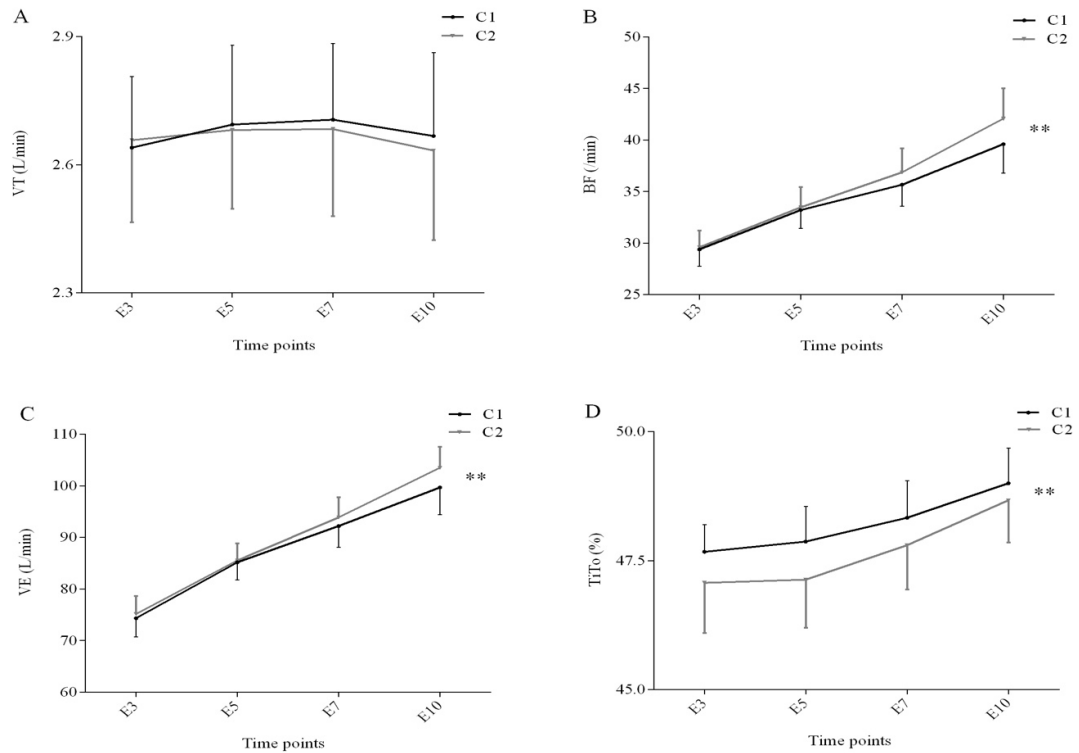 A
C1
C2
2.9
2.6
2.3
VT (L/min)
E3
E5
E7
E10
Time points
B
C1
C2
50
45
40
35
30
25
BF (/min)
**
E3
E5
E7
E10
Time points
C
C1
C2
110
100
90
80
70
60
VE (L/min)
**
E3
E5
E7
E10
Time points
D
C1
C2
50.0
47.5
45.0
TiTo (%)
**
E3
E5
E7
E10
Time points